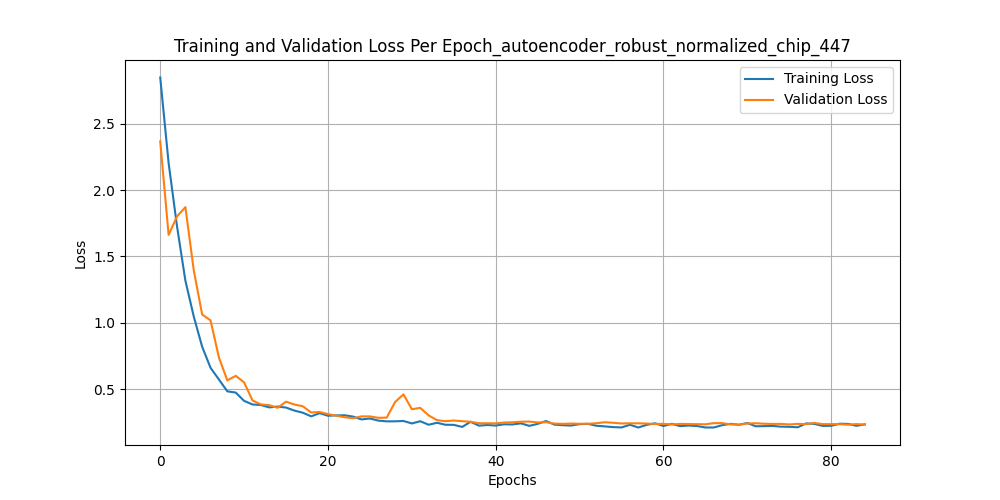 Training and Validation Loss Per Epoch_autoencoder_robust_normalized_chip_447
Training Loss
Validation Loss
Loss
2.5
2.0
1.5
1.0
0.5
0 20 40 60 80
Epochs